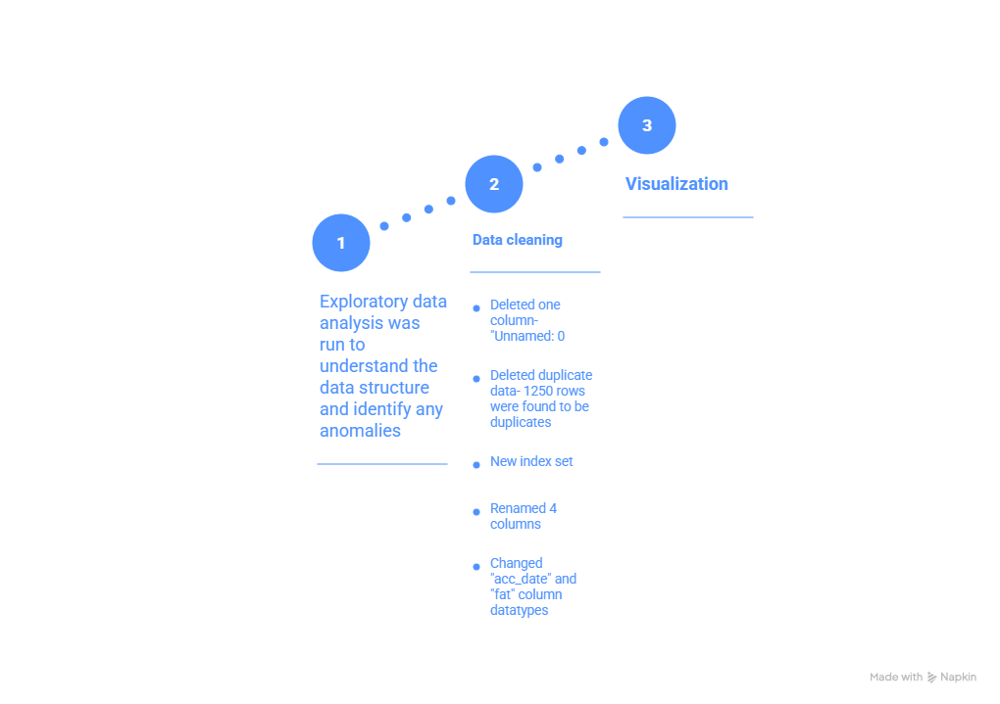 1
Exploratory data
analysis was
run to
understand the
data structure
and identify any
anomalies
2
Data cleaning
Deleted one
column-
"Unnamed: 0
Deleted duplicate
data- 1250 rows
were found to be
duplicates
New index set
Renamed 4
columns
Changed
"acc_date" and
"fat" column
datatypes
3
Visualization
Made with Napkin